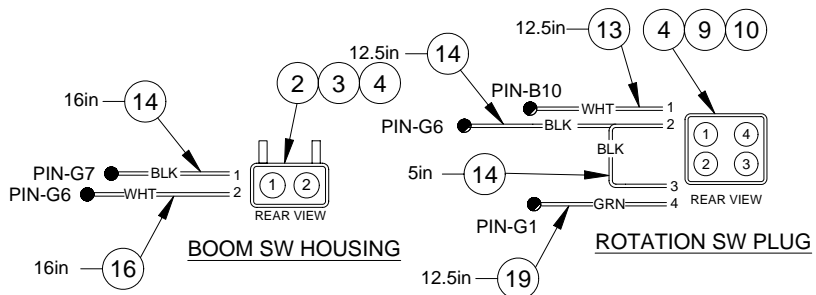 16in
14
2 3 4
PIN-G7
BLK
1
PIN-G6
WHT
2
1 2
REAR VIEW
16in
16
BOOM SW HOUSING
12.5in
13
4 9 10
12.5in
14
PIN-B10
WHT
1
PIN-G6
BLK
2
BLK
5in
14
3
PIN-G1
GRN
4
1 4
2 3
REAR VIEW
12.5in
19
ROTATION SW PLUG